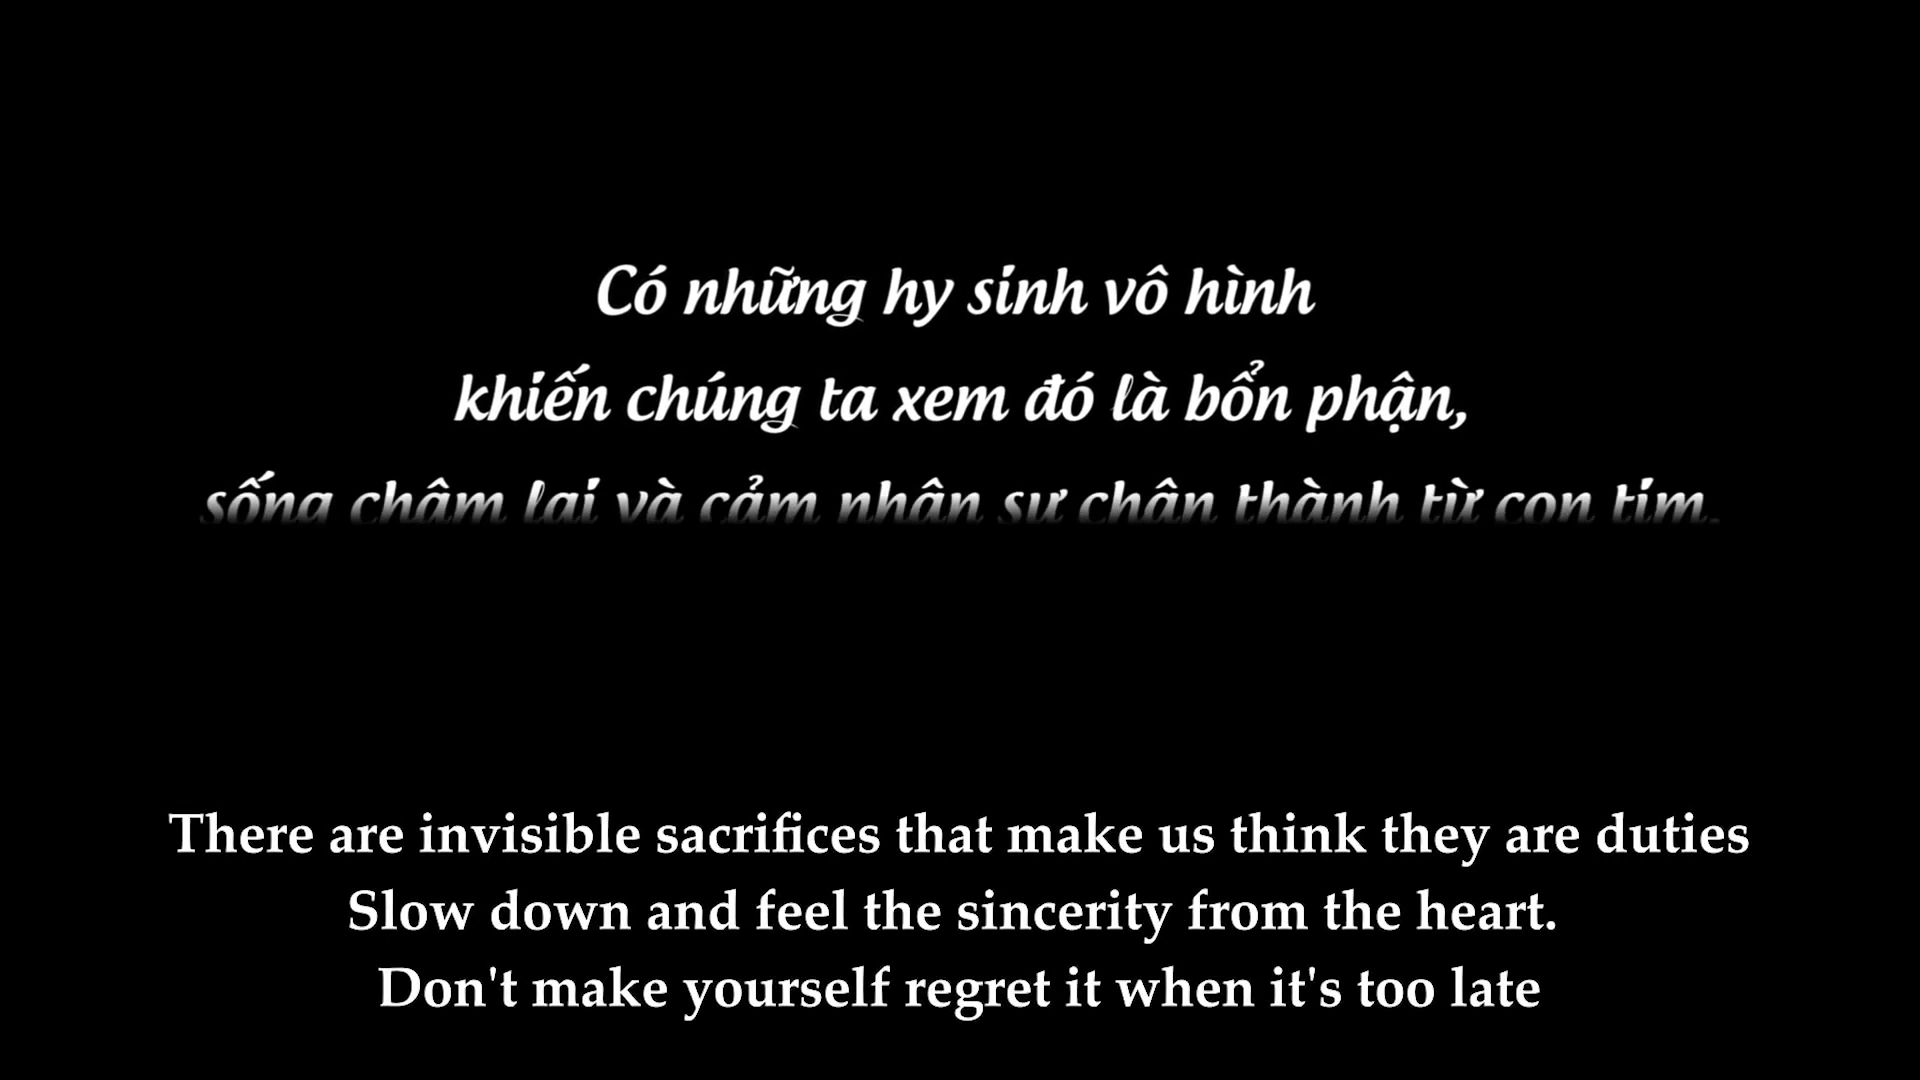 Có những hy sinh vô hình
khiến chúng ta xem đó là bổn phận,
sống chậm lại và cảm nhận sự chân thành từ con tim.
There are invisible sacrifices that make us think they are duties
Slow down and feel the sincerity from the heart.
Don't make yourself regret it when it's too late